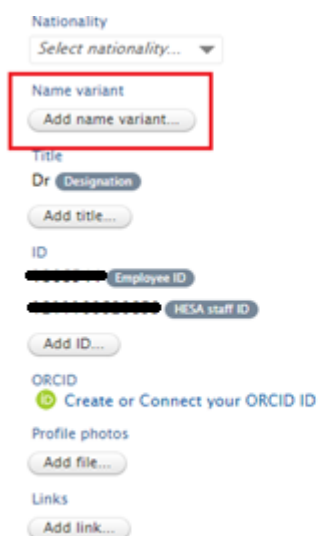 Nationality
Select nationality...
Name variant
Add name variant...
Title
Dr Designation
Add title...
ID
Employee ID
HESA staff ID
Add ID...
ORCID
iD Create or Connect your ORCID ID
Profile photos
Add file...
Links
Add link...